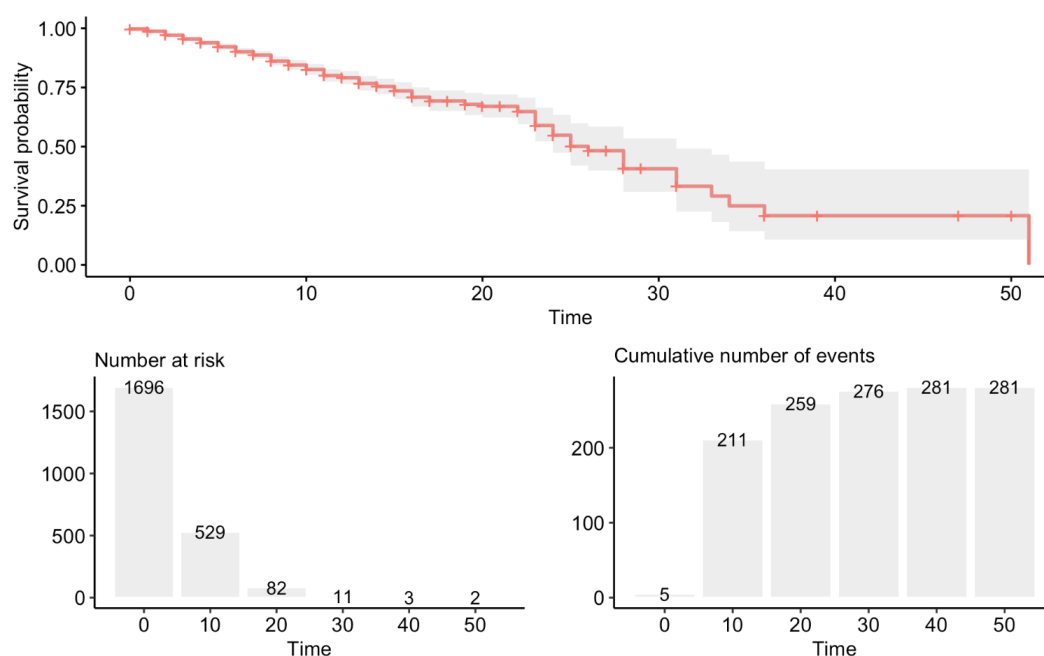 1.00
0.75
0.50
0.25
0.00
Survival probability
0 10 20 30 40 50
Time
Number at risk
1500
1000
500
0
1696 529 82 11 3 2
0 10 20 30 40 50
Time
Cumulative number of events
200
100
0
5 211 259 276 281 281
0 10 20 30 40 50
Time